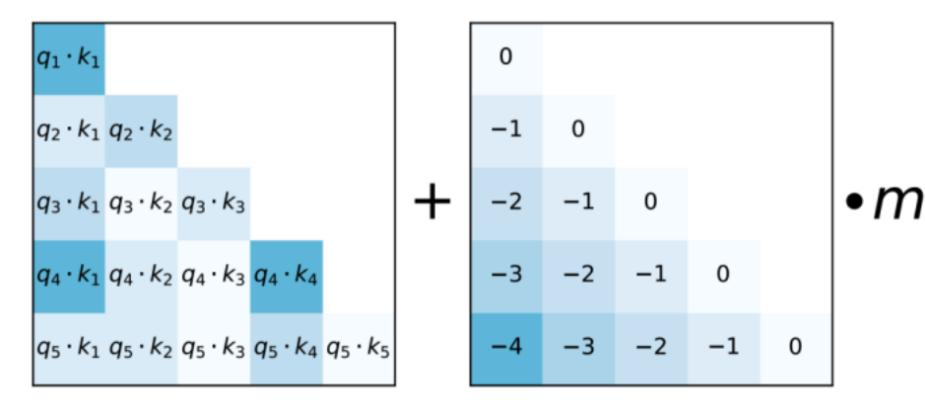 q₁ · k₁
q₂ · k₁ q₂ · k₂
q₃ · k₁ q₃ · k₂ q₃ · k₃
q₄ · k₁ q₄ · k₂ q₄ · k₃ q₄ · k₄
q₅ · k₁ q₅ · k₂ q₅ · k₃ q₅ · k₄ q₅ · k₅
+
0
−1 0
−2 −1 0
−3 −2 −1 0
−4 −3 −2 −1 0
• m